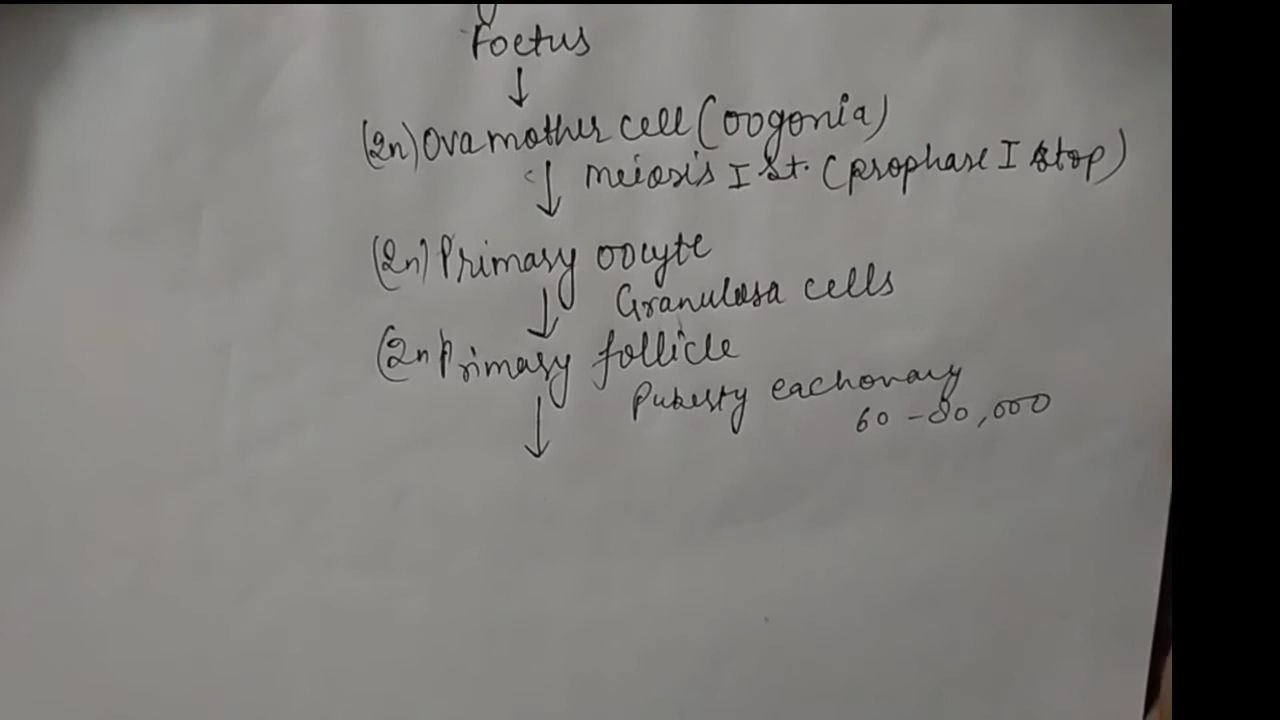 Foetus
(2n) Ova mother cell (oogonia)
meiosis I St. (prophase I stop)
(2n) Primary oocyte
Granulosa cells
(2n) Primary follicle
Puberty each ovary
60 - 80,000